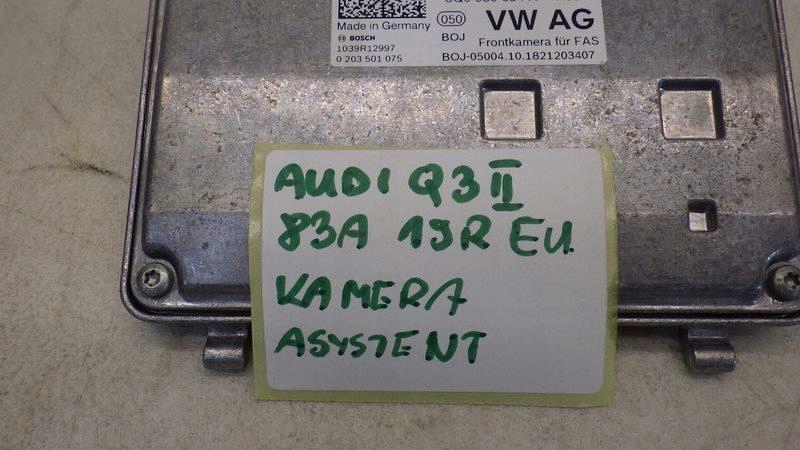 Made in Germany
050
VW AG
BOSCH
BOJ
Frontkamera für FAS
1039R12997
0 203 501 075
BOJ-05004.10.1821203407
AUDI Q3 II
83A 19R EU
KAMERA
ASYSTENT